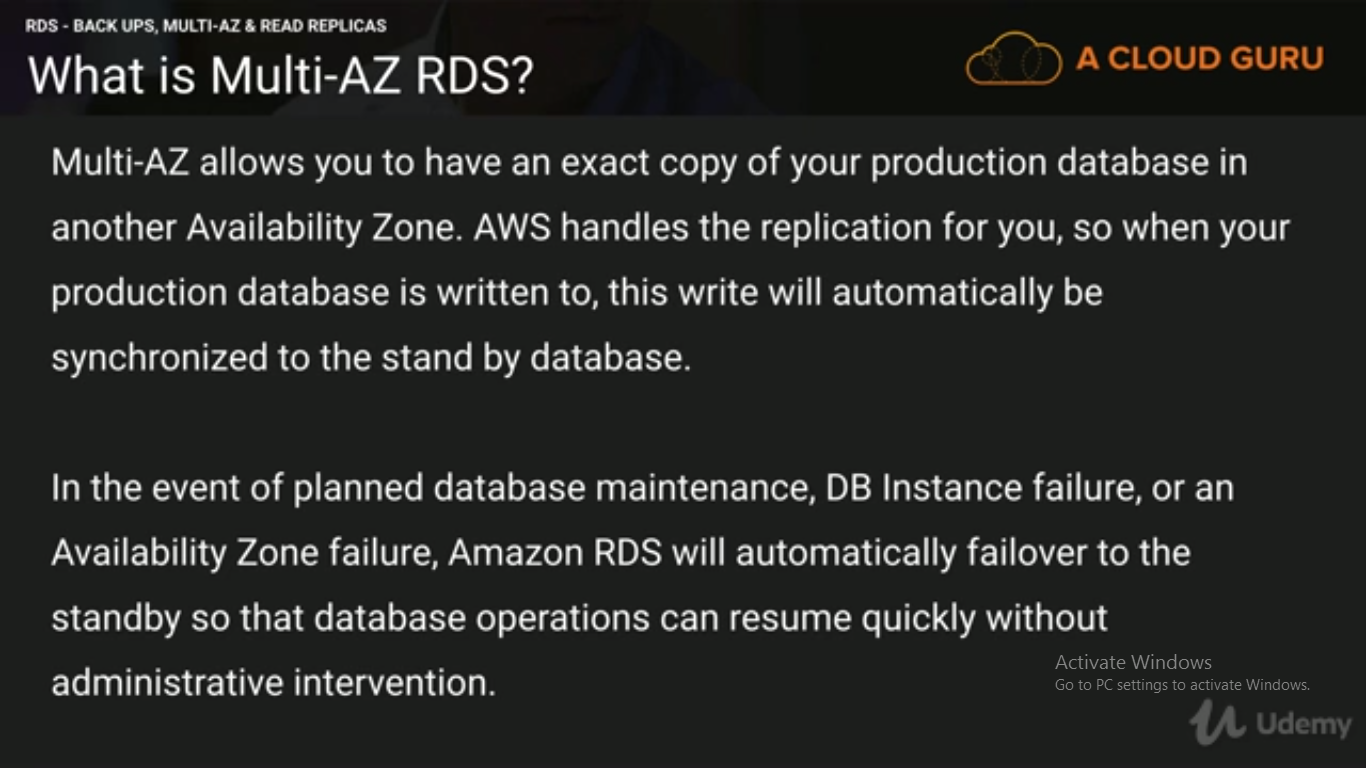 RDS - BACK UPS, MULTI-AZ & READ REPLICAS
What is Multi-AZ RDS?
A CLOUD GURU
Multi-AZ allows you to have an exact copy of your production database in
another Availability Zone. AWS handles the replication for you, so when your
production database is written to, this write will automatically be
synchronized to the stand by database.
In the event of planned database maintenance, DB Instance failure, or an
Availability Zone failure, Amazon RDS will automatically failover to the
standby so that database operations can resume quickly without
administrative intervention.
Activate Windows
Go to PC settings to activate Windows.
Udemy